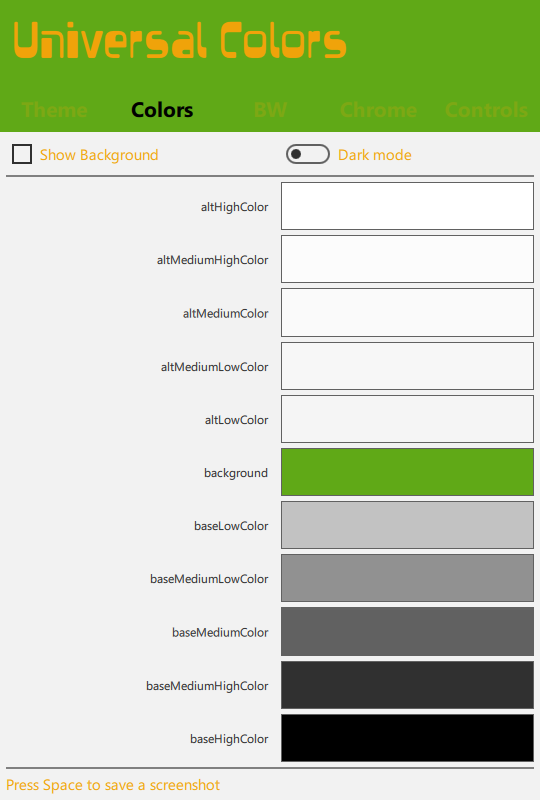 Universal Colors
Theme Colors BW Chrome Controls
Show Background Dark mode
altHighColor
altMediumHighColor
altMediumColor
altMediumLowColor
altLowColor
background
baseLowColor
baseMediumLowColor
baseMediumColor
baseMediumHighColor
baseHighColor
Press Space to save a screenshot